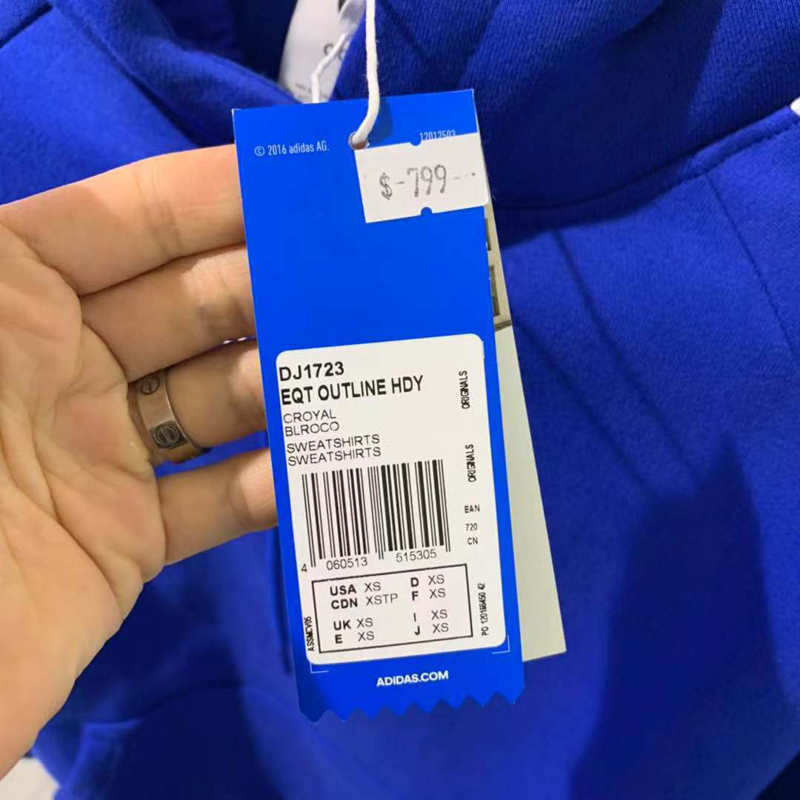 © 2016 adidas AG.
12012503
$-799-
DJ1723
EQT OUTLINE HDY
CROYAL
BLROCO
SWEATSHIRTS
SWEATSHIRTS
ORIGINALS
ORIGINALS
EAN
720
CN
4 060513 515305
USA XS D XS
CDN XSTP F XS
UK XS I XS
E XS J XS
ASSMCV05
ADIDAS.COM